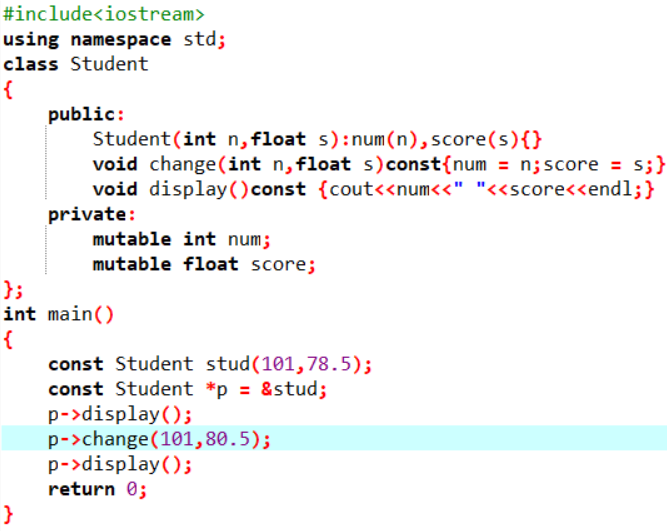 #include<iostream>
using namespace std;
class Student
{
    public:
        Student(int n,float s):num(n),score(s){}
        void change(int n,float s)const{num = n;score = s;}
        void display()const {cout<<num<<" "<<score<<endl;}
    private:
        mutable int num;
        mutable float score;
};
int main()
{
    const Student stud(101,78.5);
    const Student *p = &stud;
    p->display();
    p->change(101,80.5);
    p->display();
    return 0;
}